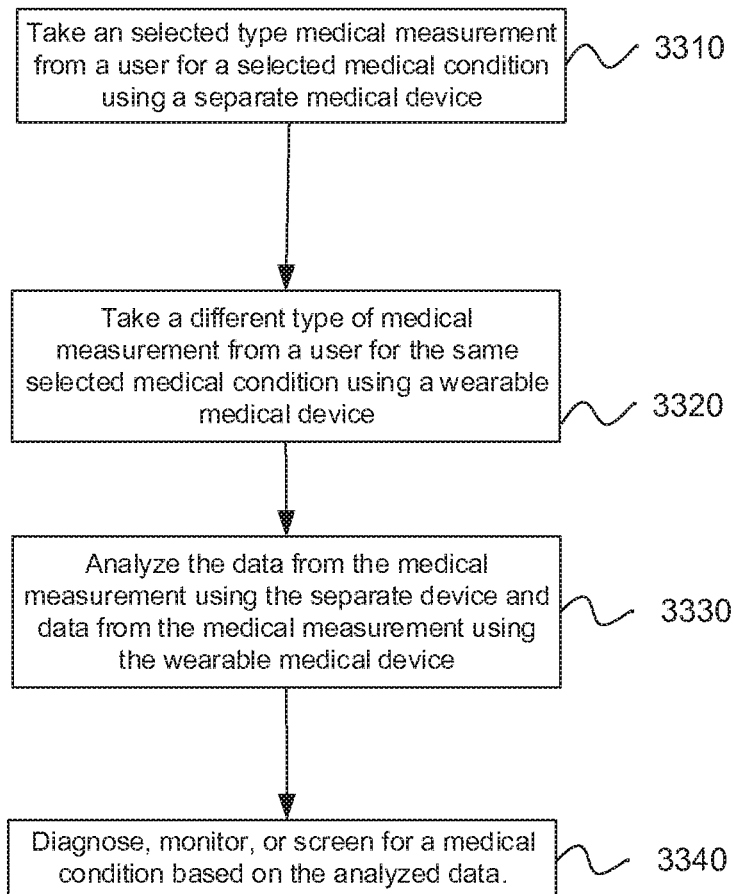 Take an selected type medical measurement
from a user for a selected medical condition
using a separate medical device
3310
Take a different type of medical
measurement from a user for the same
selected medical condition using a wearable
medical device
3320
Analyze the data from the medical
measurement using the separate device and
data from the medical measurement using
the wearable medical device
3330
Diagnose, monitor, or screen for a medical
condition based on the analyzed data.
3340